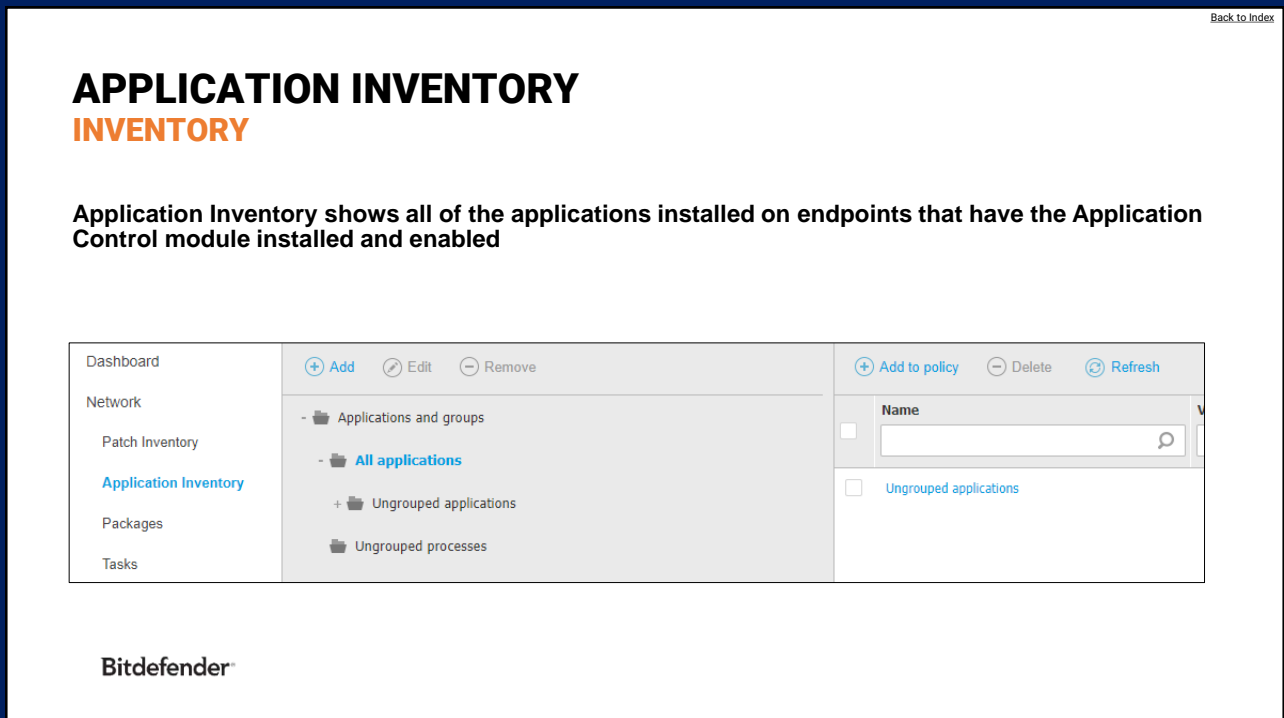 Back to Index
APPLICATION INVENTORY
INVENTORY
Application Inventory shows all of the applications installed on endpoints that have the Application
Control module installed and enabled
Dashboard
Network
Patch Inventory
Application Inventory
Packages
Tasks
Add Edit Remove
- Applications and groups
- All applications
+ Ungrouped applications
Ungrouped processes
Add to policy Delete Refresh
Name V
Ungrouped applications
Bitdefender